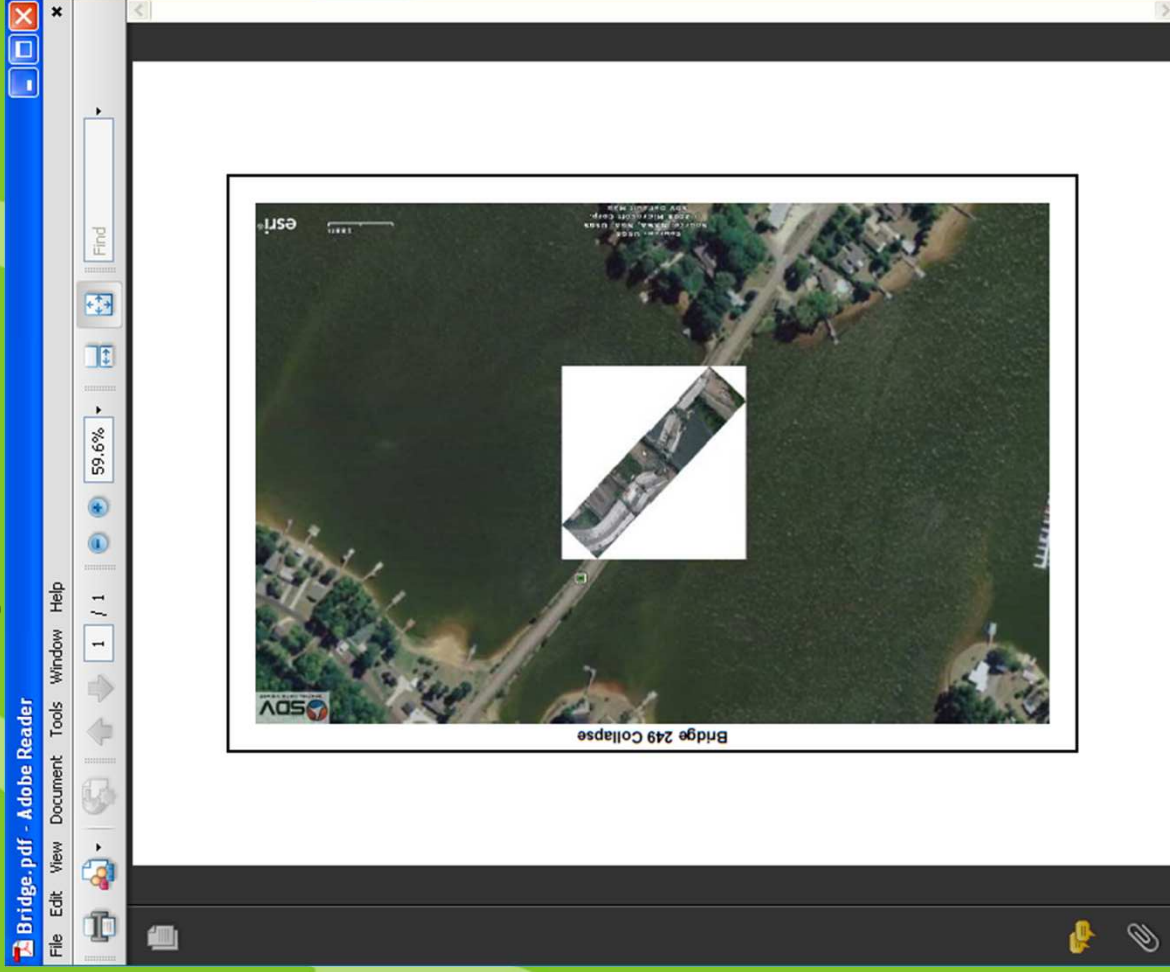 Bridge.pdf - Adobe Reader
File Edit View Document Tools Window Help
1 / 1
59.6%
Find
Bridge 249 Collapse
SDV
esri